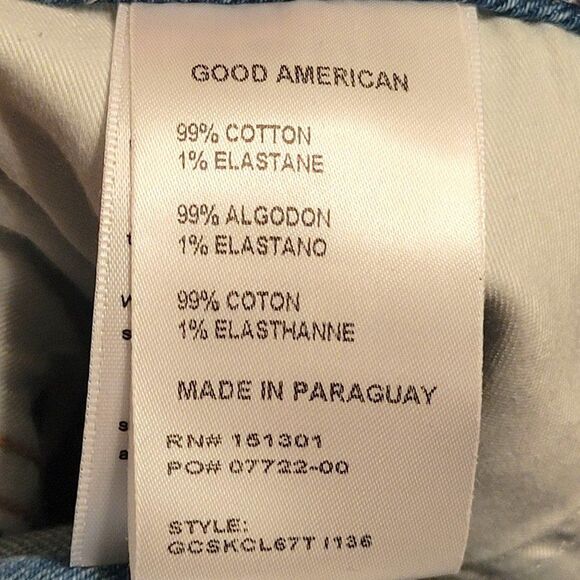 GOOD AMERICAN
99% COTTON
1% ELASTANE
99% ALGODON
1% ELASTANO
99% COTON
1% ELASTHANNE
MADE IN PARAGUAY
RN# 151301
PO# 07722-00
STYLE:
GCSKCL67T I136